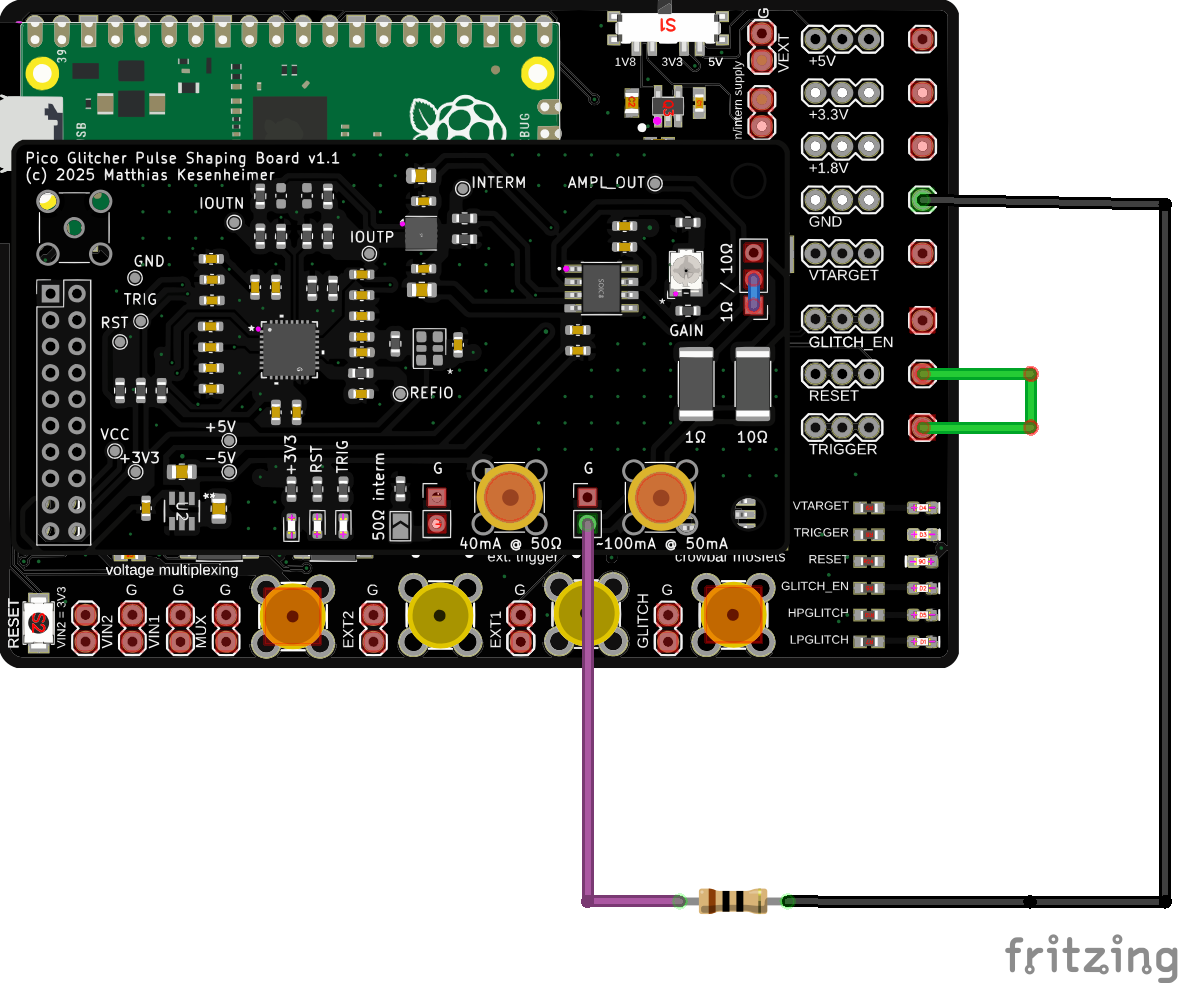 39
S1
1V8 3V3 5V
G
VEXT
+5V
+3.3V
n/intern supply
+1.8V
Pico Glitcher Pulse Shaping Board v1.1
(c) 2025 Matthias Kesenheimer
INTERM
AMPL_OUT
IOUTN
GND
IOUTP
GND
VTARGET
TRIG
RST
1Ω / 10Ω
GAIN
GLITCH_EN
REFIO
RESET
VCC
+5V
+3V3
-5V
1Ω
10Ω
TRIGGER
+3V3
RST
TRIG
50Ω interm
G
G
VTARGET
TRIGGER
40mA @ 50Ω
~100mA @ 50mA
ext. trigger
crowbar mosfets
RESET
voltage multiplexing
GLITCH_EN
HPGLITCH
LPGLITCH
RESET
VIN2 = 3V3
VIN2
G
VIN1
G
MUX
G
EXT2
G
EXT1
G
GLITCH
G
fritzing